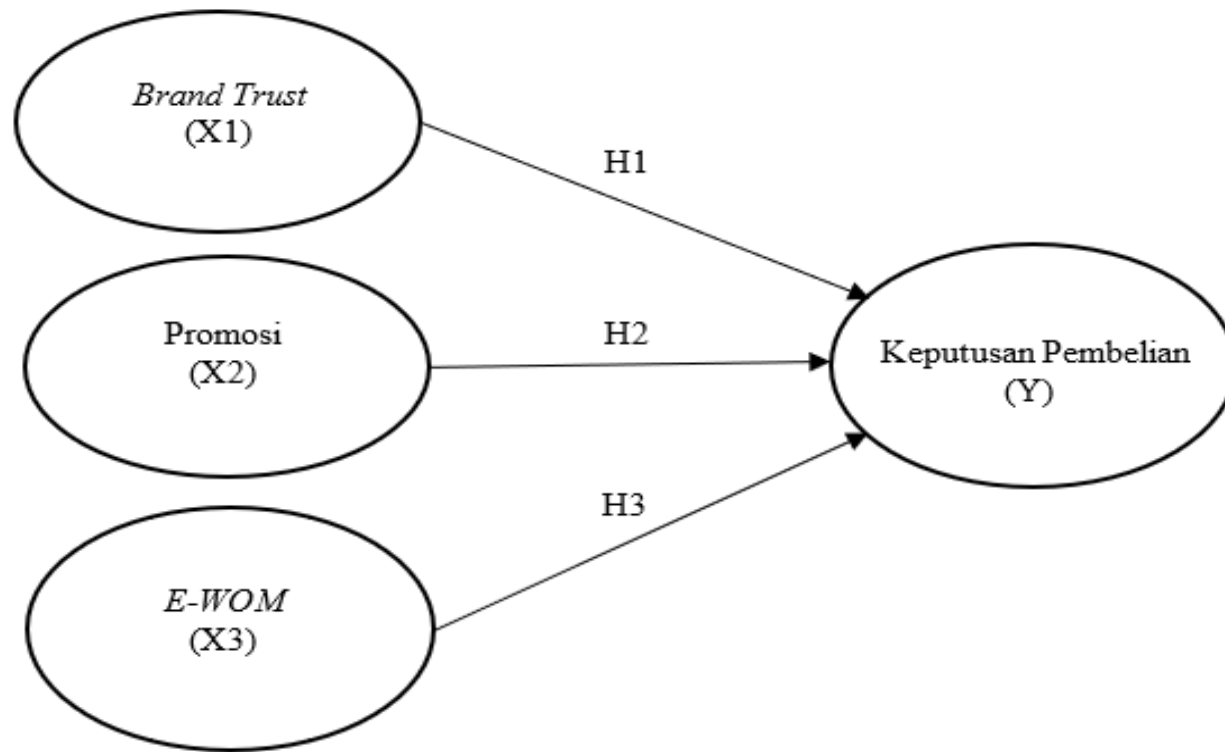 Brand Trust
(X1)
H1
Promosi
(X2)
H2
Keputusan Pembelian
(Y)
H3
E-WOM
(X3)